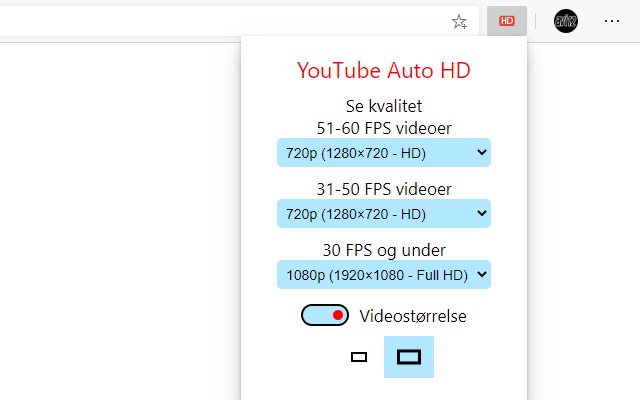 HD
aviriz
YouTube Auto HD
Se kvalitet
51-60 FPS videoer
720p (1280×720 - HD)
31-50 FPS videoer
720p (1280×720 - HD)
30 FPS og under
1080p (1920×1080 - Full HD)
Videostørrelse